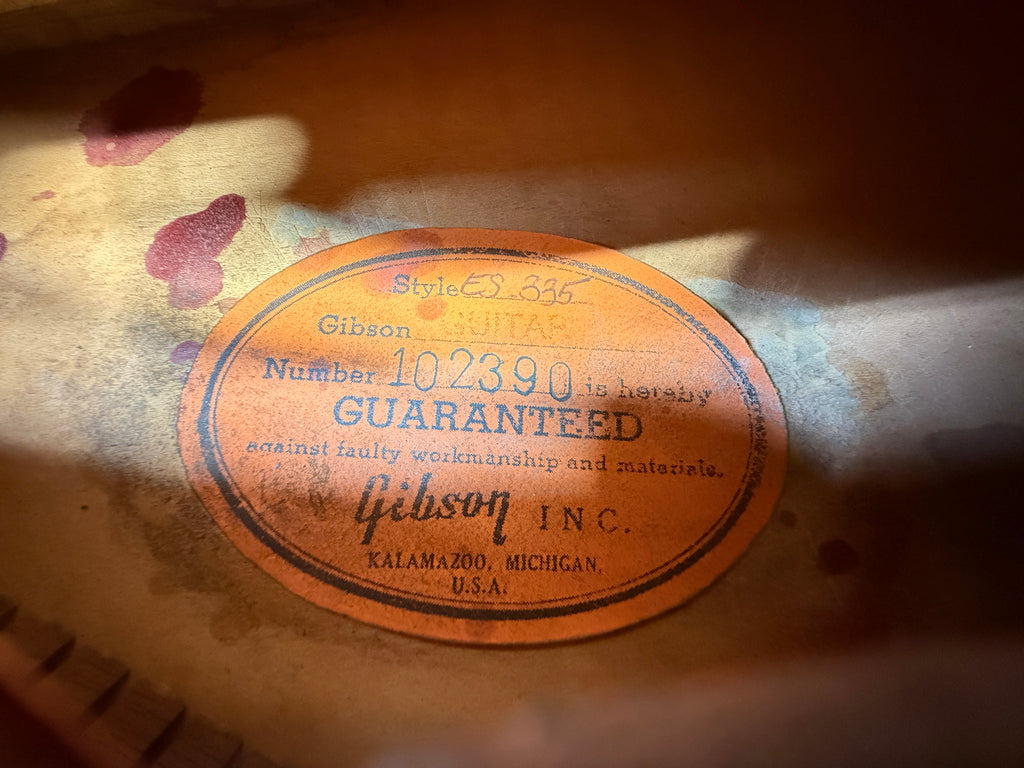 Style ES 335
Gibson GUITAR
Number 102390 is hereby
GUARANTEED
against faulty workmanship and materials.
Gibson INC.
KALAMAZOO, MICHIGAN,
U.S.A.